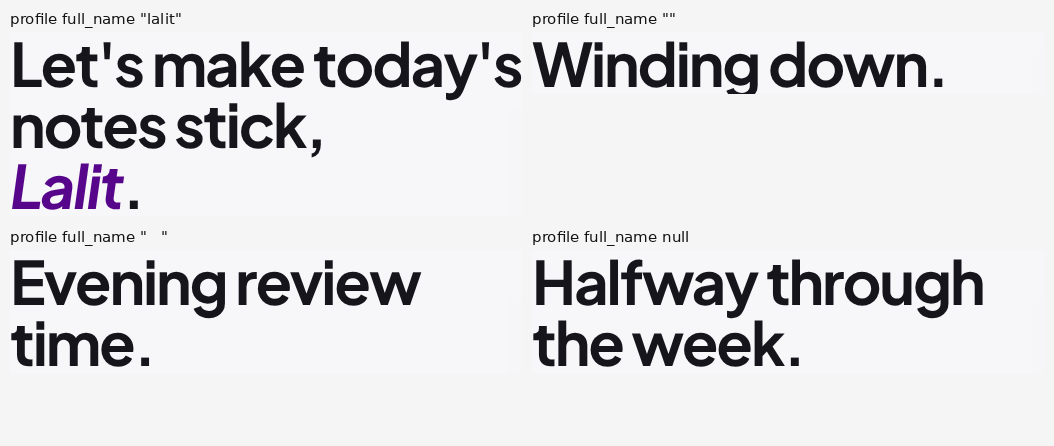 profile full_name "lalit"
Let's make today's
notes stick,
Lalit.
profile full_name ""
Winding down.
profile full_name "   "
Evening review
time.
profile full_name null
Halfway through
the week.